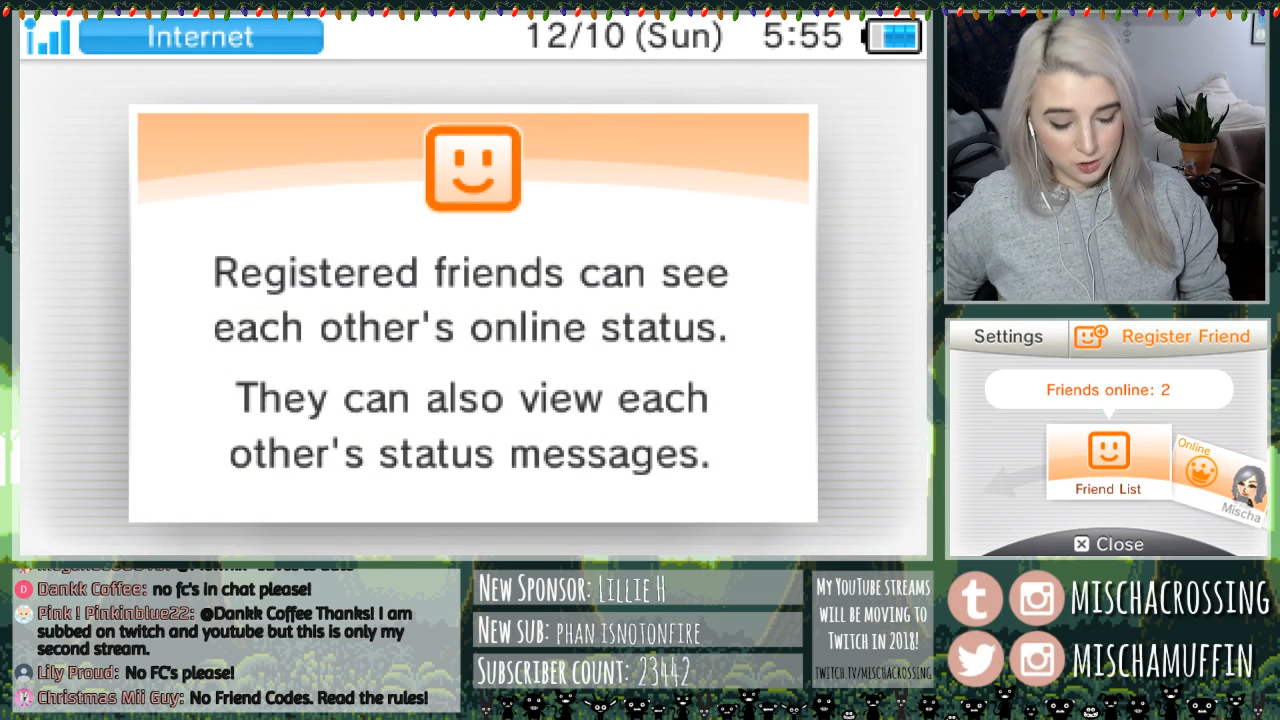 Internet
12/10 (Sun) 5:55
Registered friends can see
each other's online status.
They can also view each
other's status messages.
Settings
Register Friend
Friends online: 2
Friend List
Online
Mischa
Close
Dankk Coffee: no fc's in chat please!
Pink ! Pinkinblue22: @Dankk Coffee Thanks! I am
subbed on twitch and youtube but this is only my
second stream.
Lily Proud: No FC's please!
Christmas Mii Guy: No Friend Codes. Read the rules!
New Sponsor: Lillie H
New sub: phan isnotonfire
Subscriber count: 23442
My YouTube streams
will be moving to
Twitch in 2018!
twitch.tv/mischacrossing
MISCHACROSSING
MISCHAMUFFIN